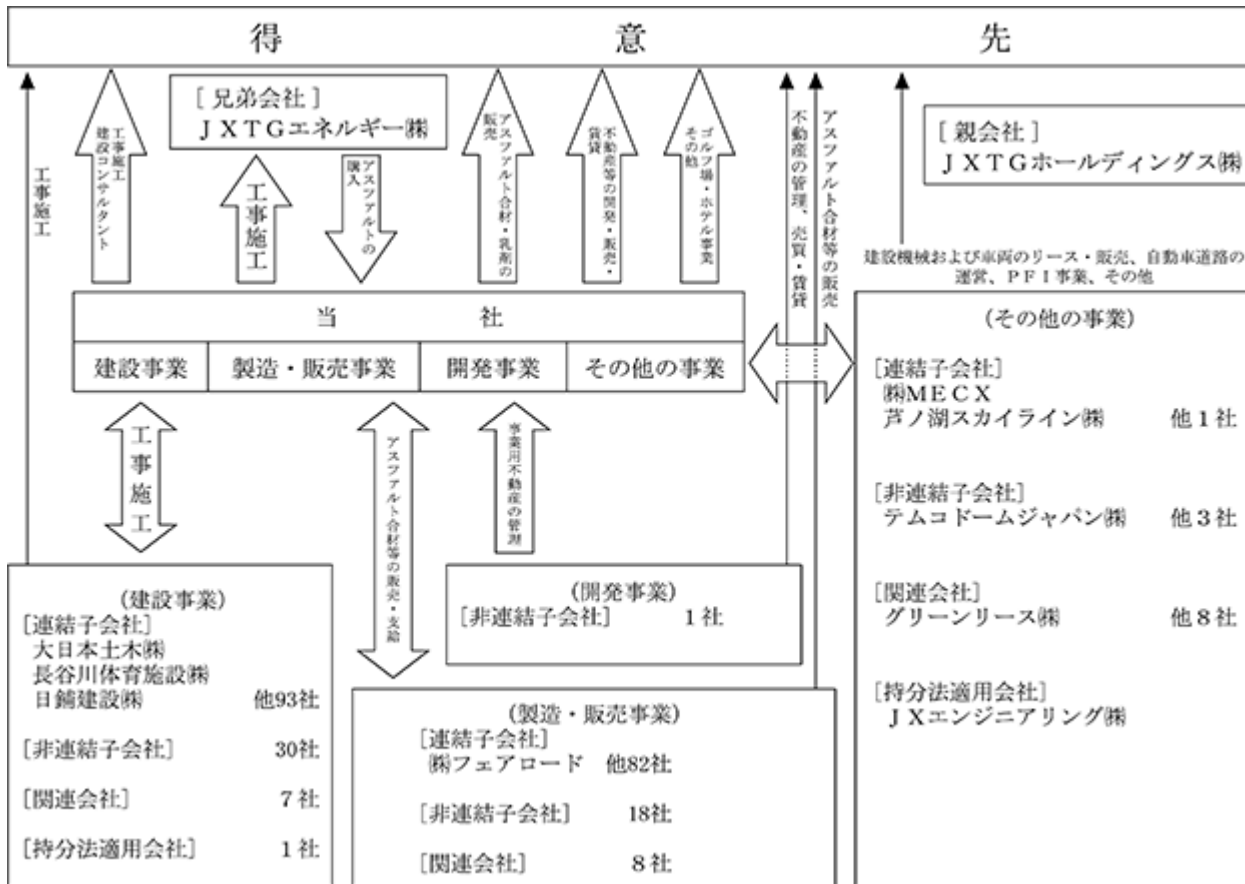 得意先
工事施工
工事施工
建設コンサルタント
[兄弟会社]
ＪＸＴＧエネルギー㈱
工事施工
アスファルトの
購入
アスファルト合材・乳剤の
販売
不動産等の開発・販売・
賃貸
ゴルフ場・ホテル事業
その他
不動産の管理、売買・賃貸
アスファルト合材等の販売
[親会社]
ＪＸＴＧホールディングス㈱
建設機械および車両のリース・販売、自動車道路の
運営、ＰＦＩ事業、その他
当社
建設事業
製造・販売事業
開発事業
その他の事業
工事施工
アスファルト合材等の販売・支給
事業用不動産の管理
(建設事業)
[連結子会社]
大日本土木㈱
長谷川体育施設㈱
日鋪建設㈱ 他93社
[非連結子会社] 30社
[関連会社] 7社
[持分法適用会社] 1社
(製造・販売事業)
[連結子会社]
㈱フェアロード 他82社
[非連結子会社] 18社
[関連会社] 8社
(開発事業)
[非連結子会社] 1社
(その他の事業)
[連結子会社]
㈱ＭＥＣＸ
芦ノ湖スカイライン㈱ 他1社
[非連結子会社]
テムコドームジャパン㈱ 他3社
[関連会社]
グリーンリース㈱ 他8社
[持分法適用会社]
ＪＸエンジニアリング㈱